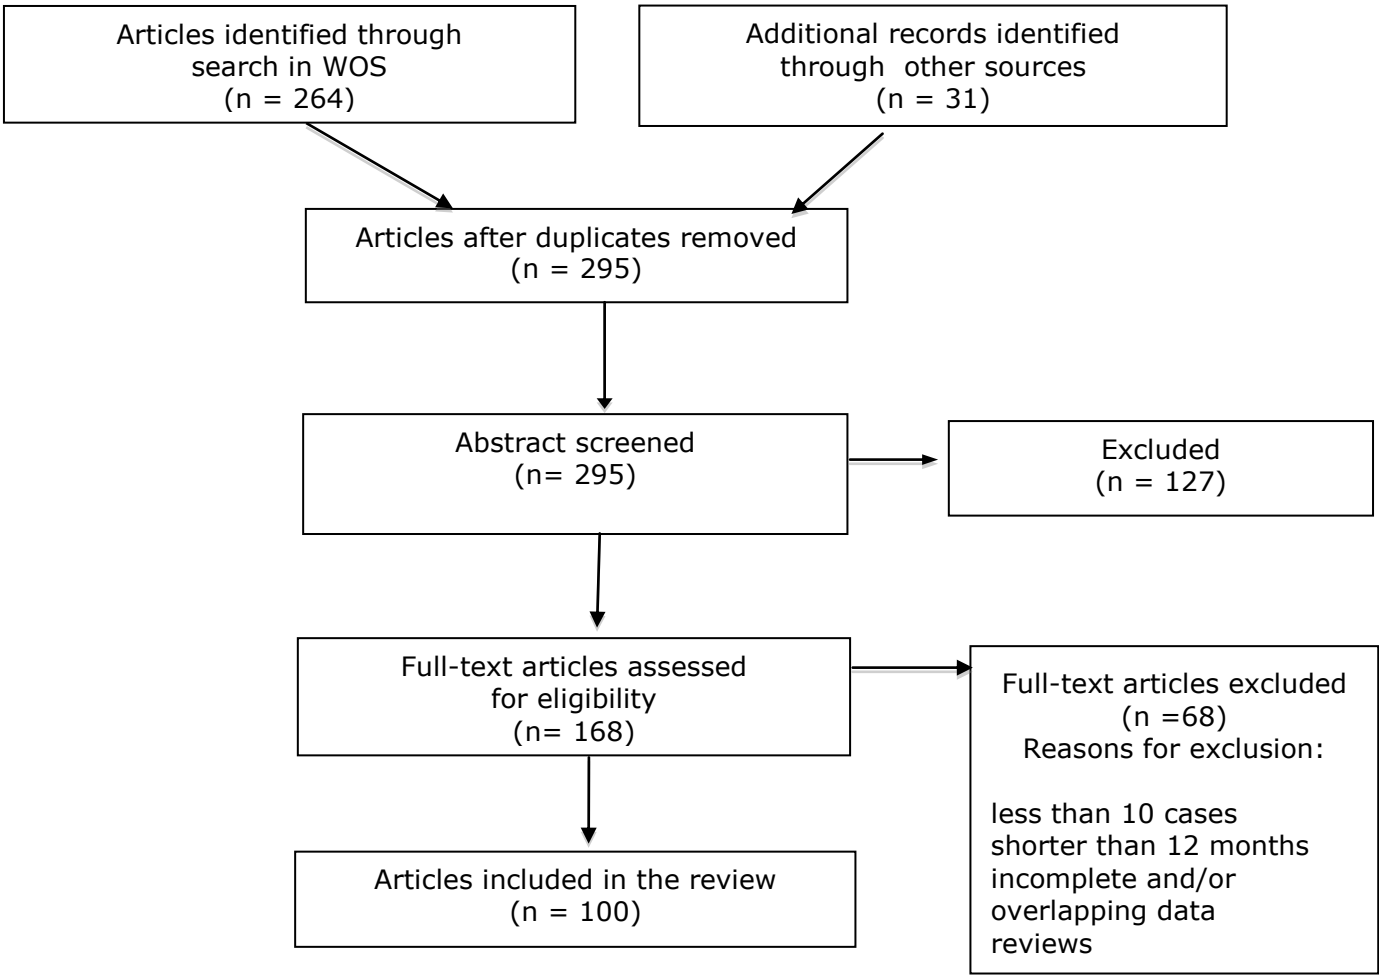 Articles identified through
search in WOS
(n = 264)
Additional records identified
through  other sources
(n = 31)
Articles after duplicates removed
(n = 295)
Abstract screened
(n= 295)
Excluded
(n = 127)
Full-text articles assessed
for eligibility
(n= 168)
Full-text articles excluded
(n =68)
Reasons for exclusion:
less than 10 cases
shorter than 12 months
incomplete and/or
overlapping data
reviews
Articles included in the review
(n = 100)